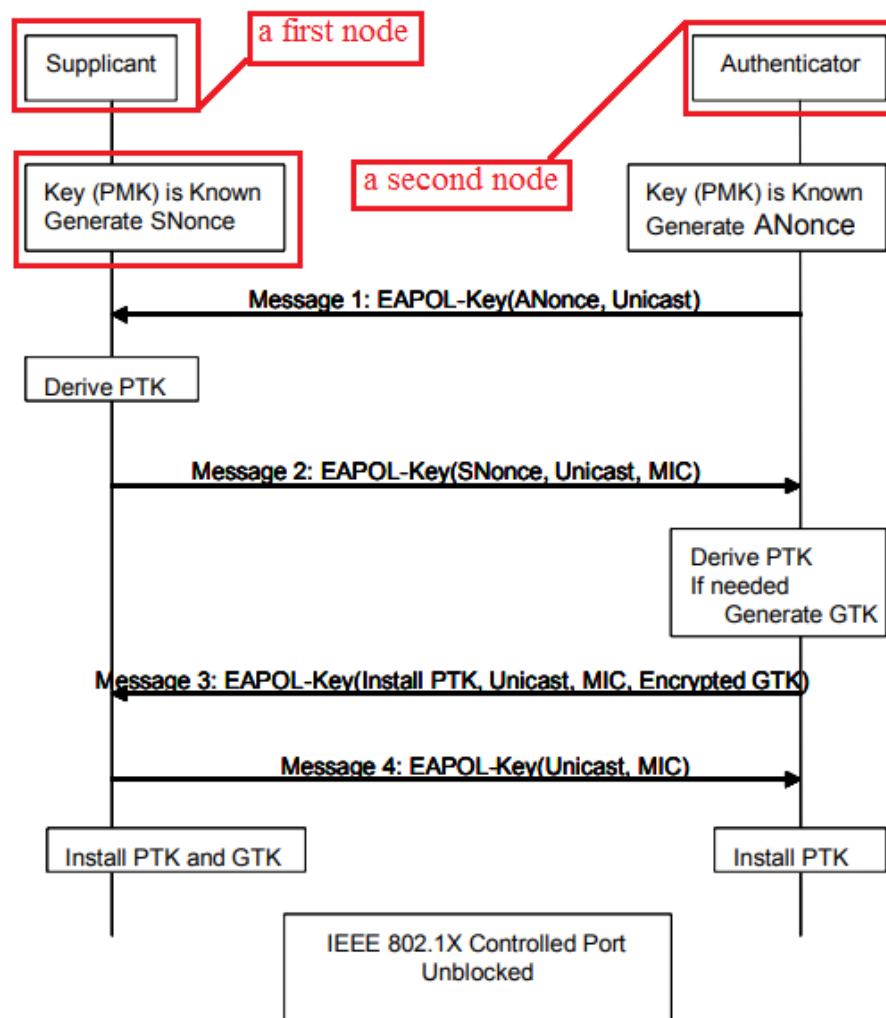 a first node
Supplicant
Authenticator
a second node
Key (PMK) is Known
Generate SNonce
Key (PMK) is Known
Generate ANonce
Message 1: EAPOL-Key(ANonce, Unicast)
Derive PTK
Message 2: EAPOL-Key(SNonce, Unicast, MIC)
Derive PTK
If needed
Generate GTK
Message 3: EAPOL-Key(Install PTK, Unicast, MIC, Encrypted GTK)
Message 4: EAPOL-Key(Unicast, MIC)
Install PTK and GTK
Install PTK
IEEE 802.1X Controlled Port
Unblocked